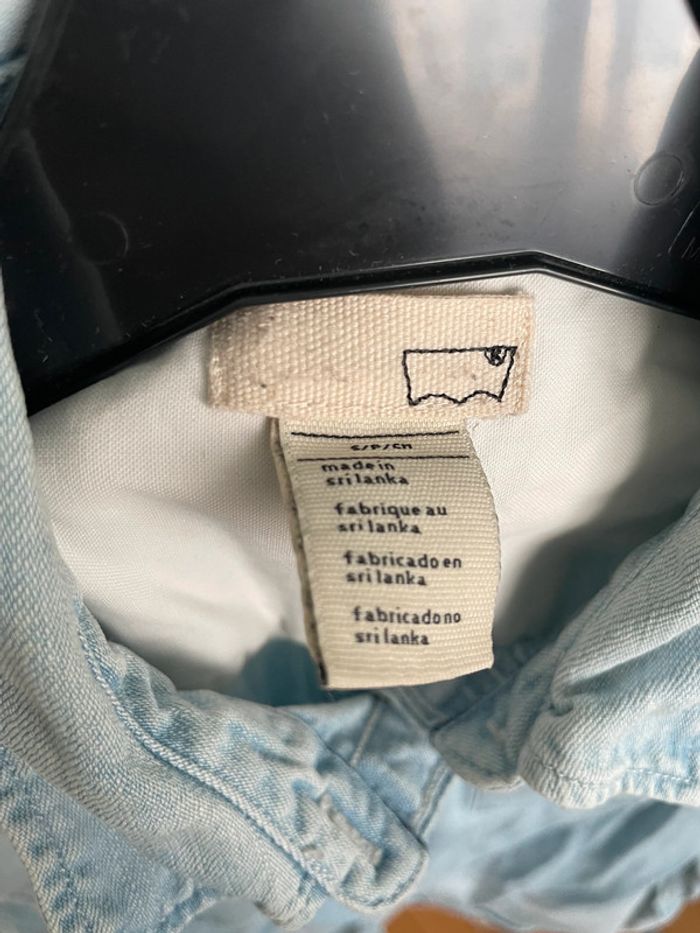 S/P/CH
made in
sri lanka
fabrique au
sri lanka
fabricado en
sri lanka
fabricado no
sri lanka